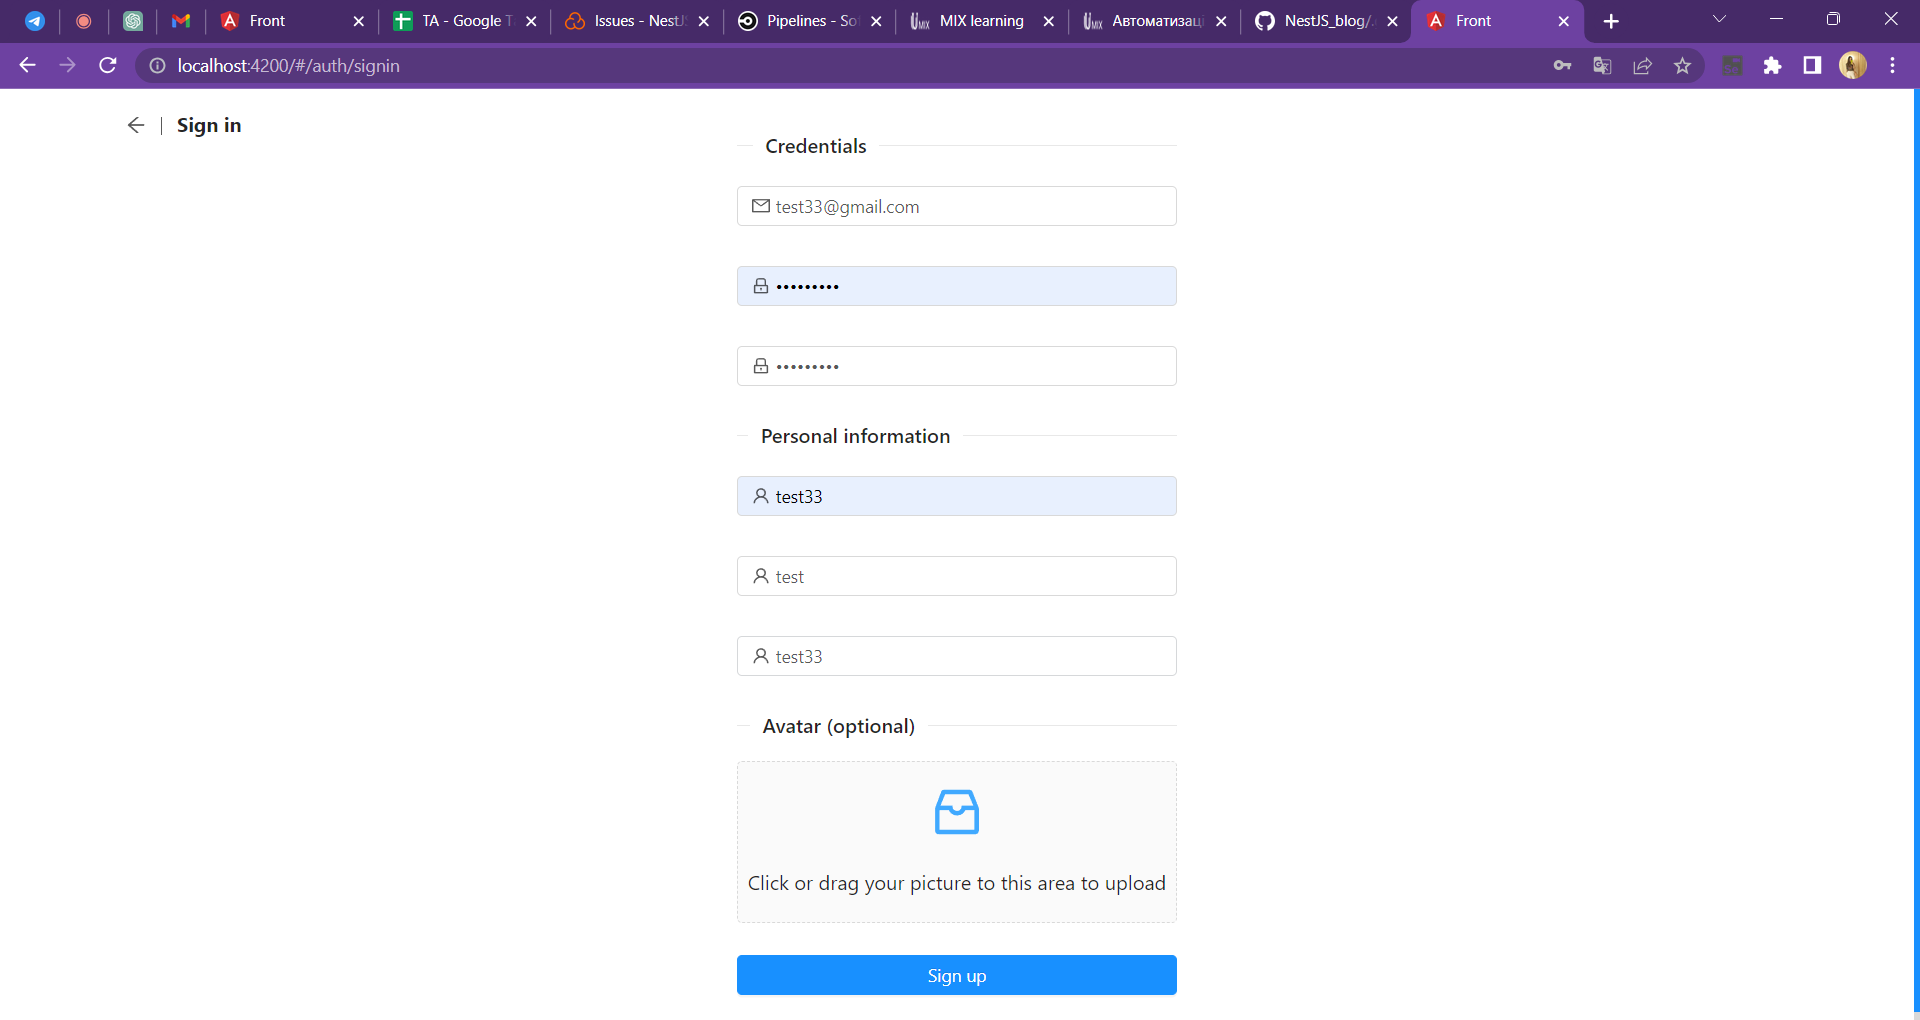 Front
TA - Google T
Issues - NestJS
Pipelines - So
MIX learning
Автоматизац
NestJS_blog/.
Front
localhost:4200/#/auth/signin
Sign in
Credentials
test33@gmail.com
•••••••••
•••••••••
Personal information
test33
test
test33
Avatar (optional)
Click or drag your picture to this area to upload
Sign up